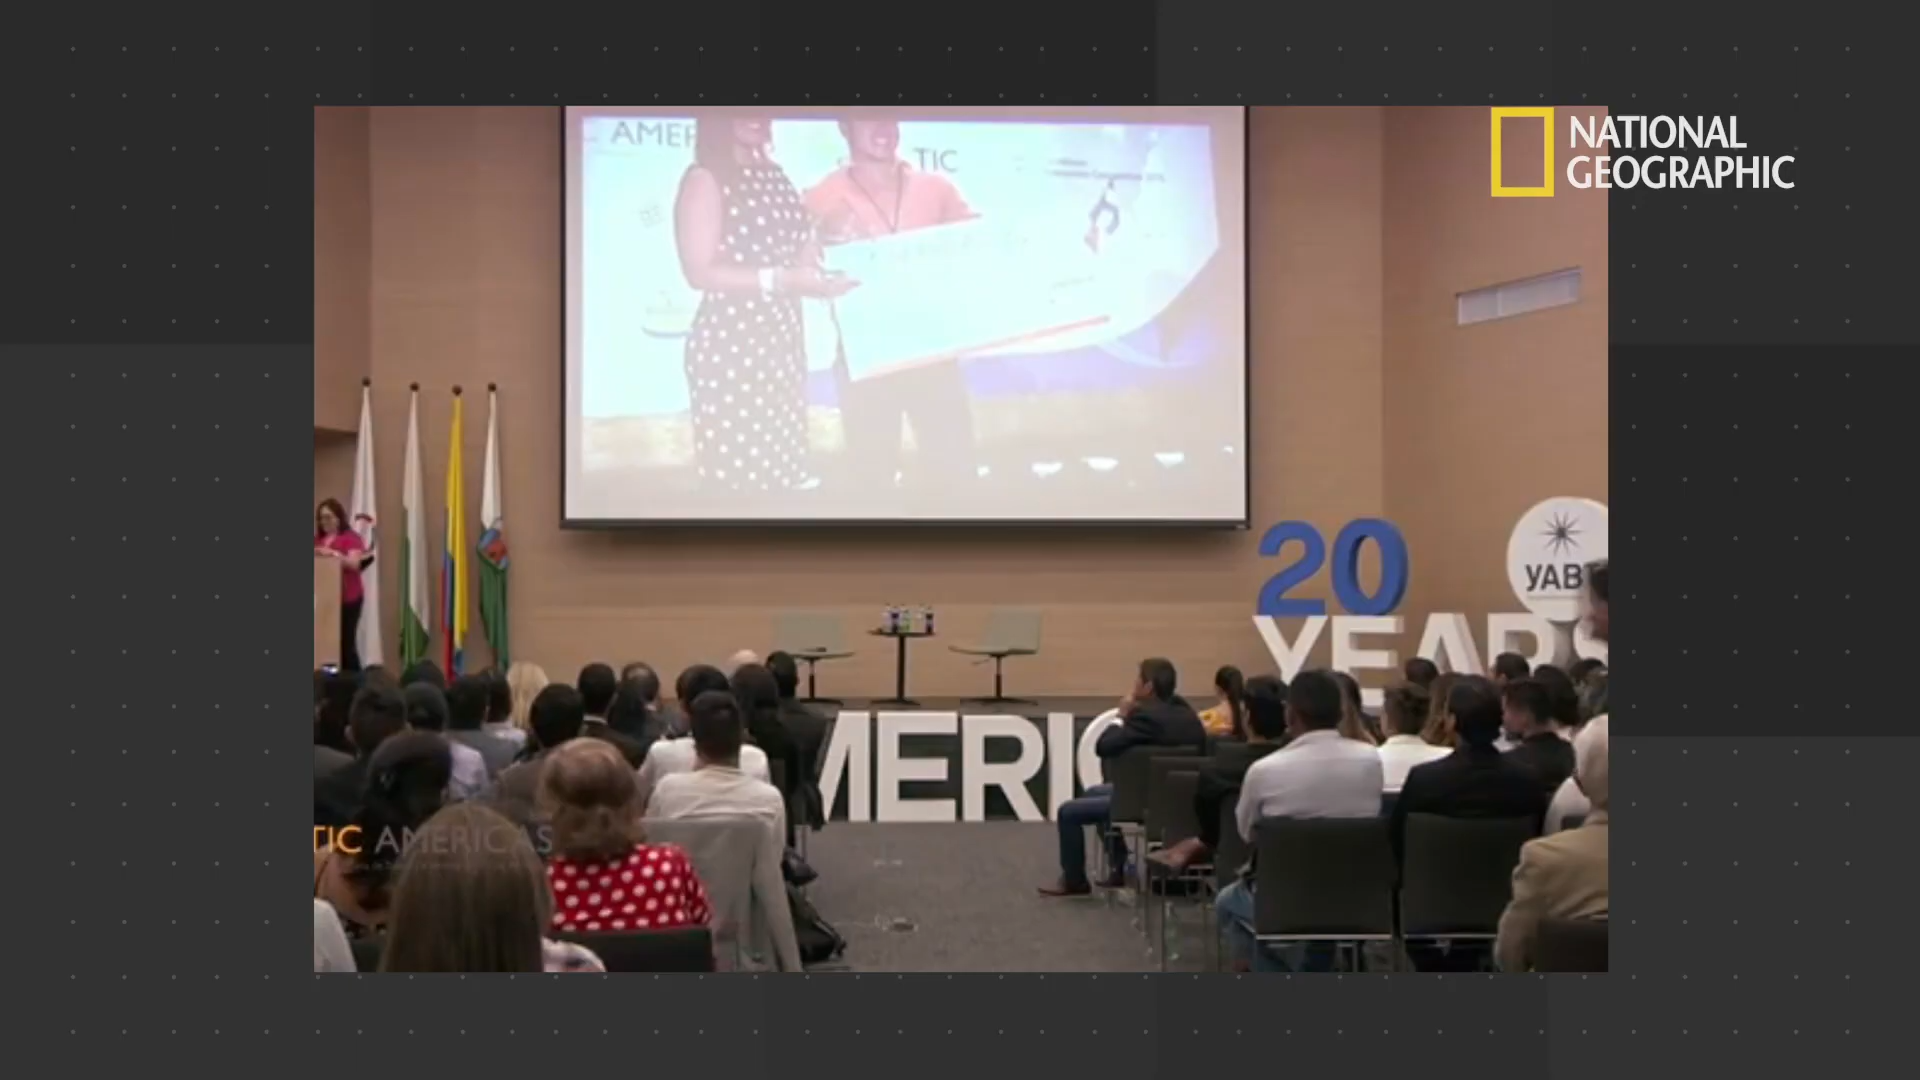 NATIONAL
GEOGRAPHIC
AMER
TIC
20
YEARS
YABT
MERIC
TIC AMERICAS